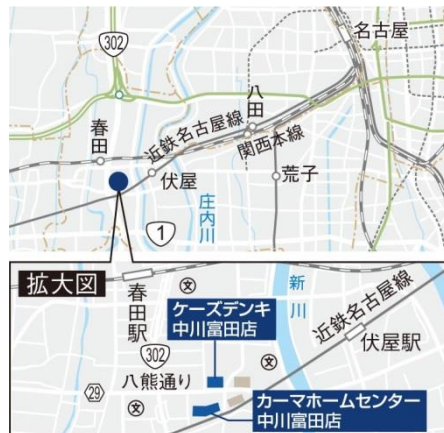 302
名古屋
八田
春田
近鉄名古屋線
関西本線
伏屋
荒子
庄内川
1
拡大図
春田駅
文
ケーズデンキ
中川富田店
新川
近鉄名古屋線
302
伏屋駅
八熊通り
文
29
文
カーマホームセンター
中川富田店